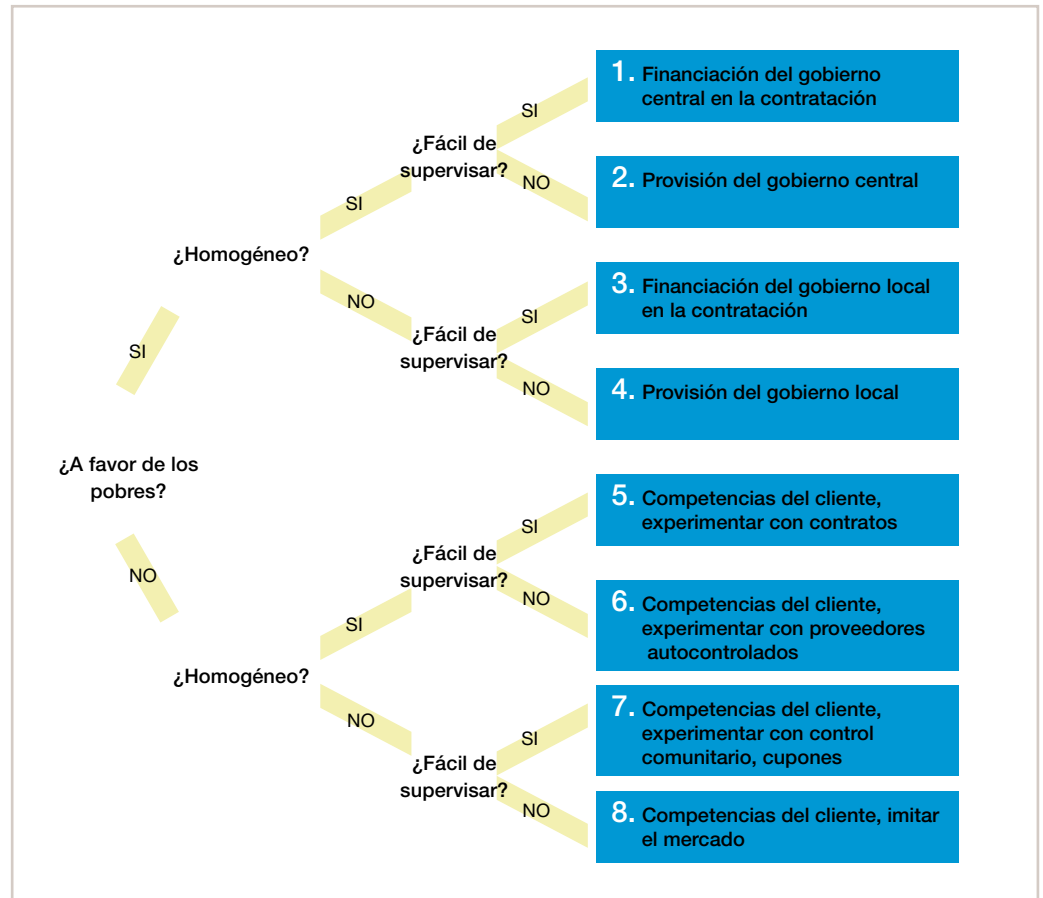 1. Financiación del gobierno
central en la contratación
SI
¿Fácil de
supervisar?
NO
2. Provisión del gobierno central
SI
¿Homogéneo?
NO
3. Financiación del gobierno local
en la contratación
SI
¿Fácil de
supervisar?
NO
4. Provisión del gobierno local
SI
¿A favor de los
pobres?
NO
5. Competencias del cliente,
experimentar con contratos
SI
¿Fácil de
supervisar?
NO
6. Competencias del cliente,
experimentar con proveedores
autocontrolados
SI
¿Homogéneo?
NO
7. Competencias del cliente,
experimentar con control
comunitario, cupones
SI
¿Fácil de
supervisar?
NO
8. Competencias del cliente, imitar
el mercado